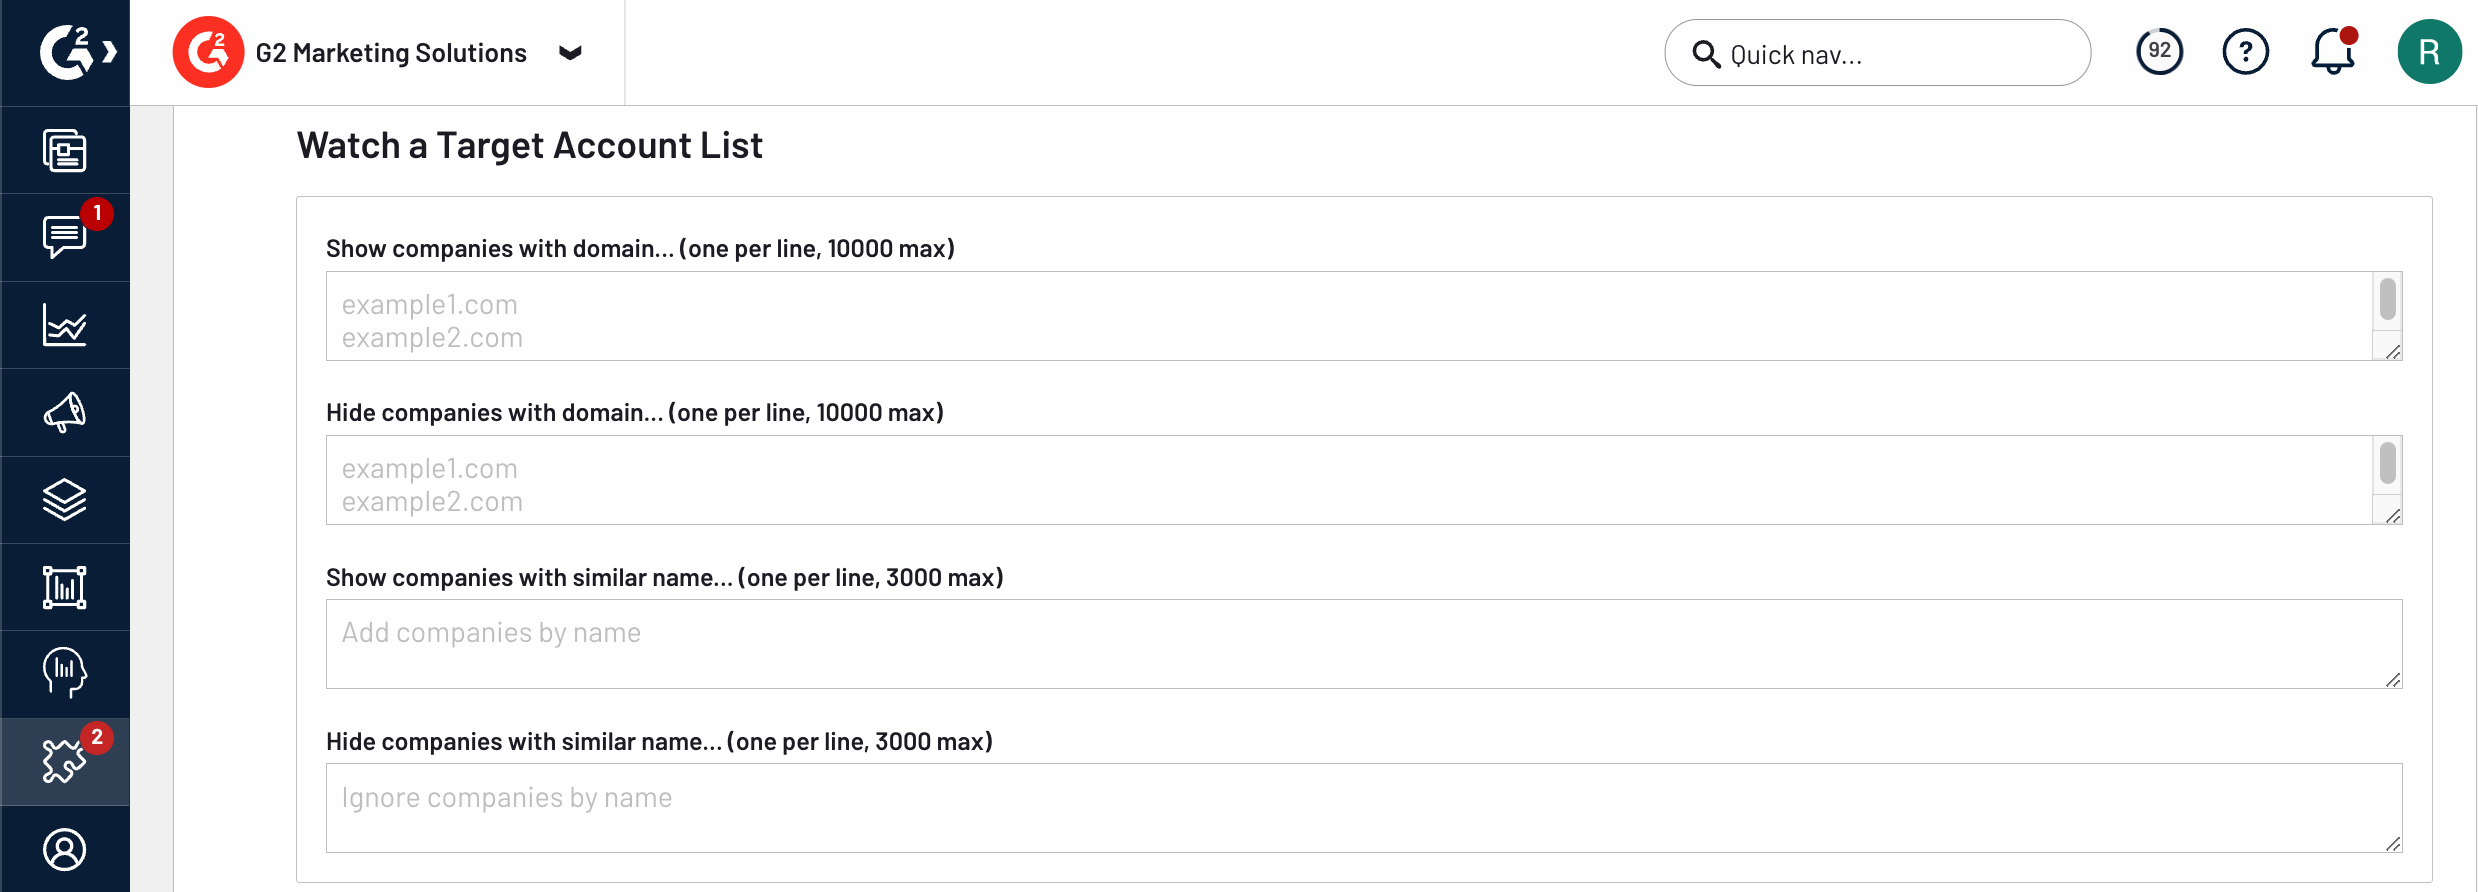 G2
G2
G2 Marketing Solutions
Quick nav...
92
?
R
1
2
Watch a Target Account List
Show companies with domain... (one per line, 10000 max)
example1.com
example2.com
Hide companies with domain... (one per line, 10000 max)
example1.com
example2.com
Show companies with similar name... (one per line, 3000 max)
Add companies by name
Hide companies with similar name... (one per line, 3000 max)
Ignore companies by name